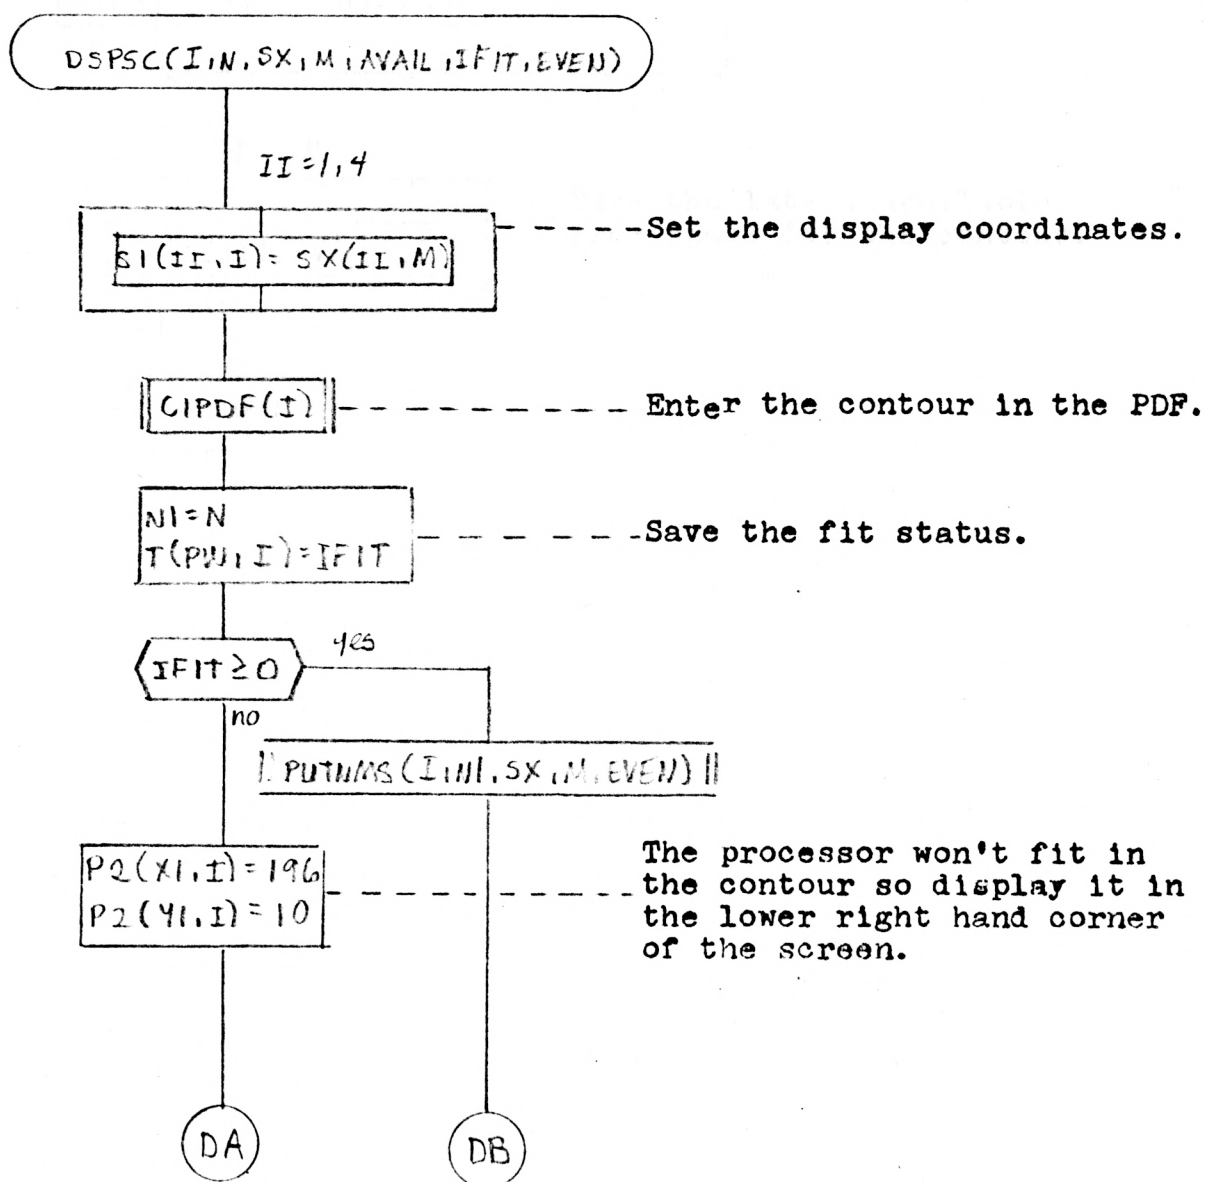 DSPSC(I,N,SX,M,AVAIL,IFIT,EVEN)
II=1,4
S1(II,I)=SX(II,M)
Set the display coordinates.
C1PDF(I)
Enter the contour in the PDF.
N1=N
T(PW,I)=IFIT
Save the fit status.
IFIT≥0
yes
no
PUTNMS(I,N1,SX,M,EVEN)
P2(X1,I)=196
P2(Y1,I)=10
The processor won't fit in
the contour so display it in
the lower right hand corner
of the screen.
DA
DB